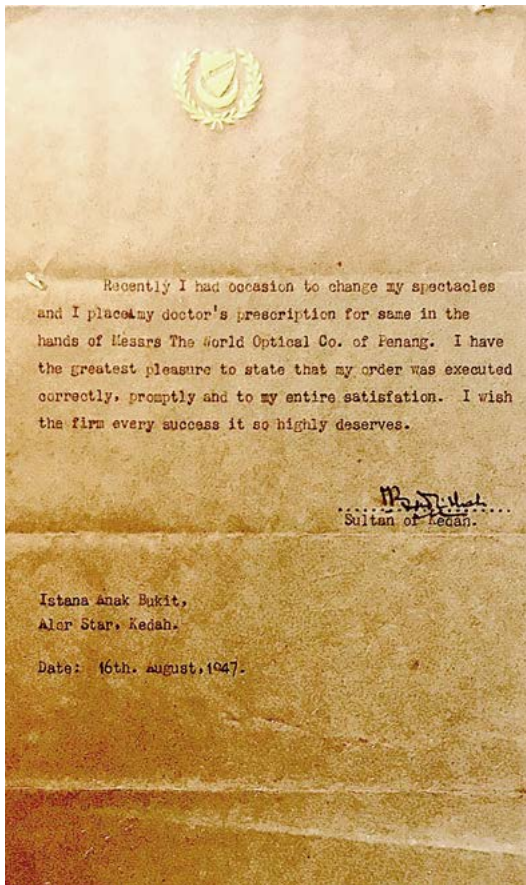 Recently I had occasion to change my spectacles
and I placed my doctor's prescription for same in the
hands of Messrs The World Optical Co. of Penang.  I have
the greatest pleasure to state that my order was executed
correctly, promptly and to my entire satisfation.  I wish
the firm every success it so highly deserves.
Sultan of Kedah.
Istana Anak Bukit,
Alor Star, Kedah.
Date: 16th. August,1947.